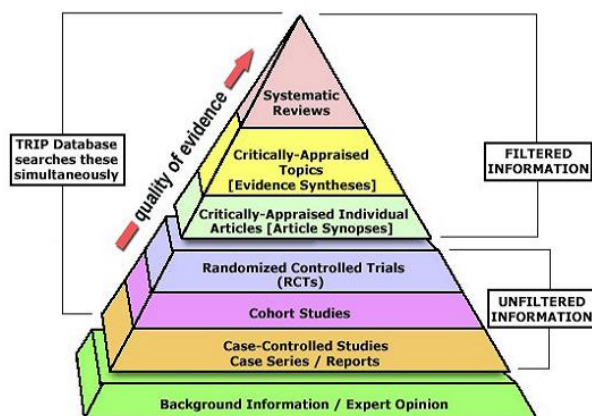 Systematic
Reviews
quality of evidence
TRIP Database
searches these
simultaneously
Critically-Appraised
Topics
[Evidence Syntheses]
FILTERED
INFORMATION
Critically-Appraised Individual
Articles [Article Synopses]
Randomized Controlled Trials
(RCTs)
UNFILTERED
INFORMATION
Cohort Studies
Case-Controlled Studies
Case Series / Reports
Background Information / Expert Opinion